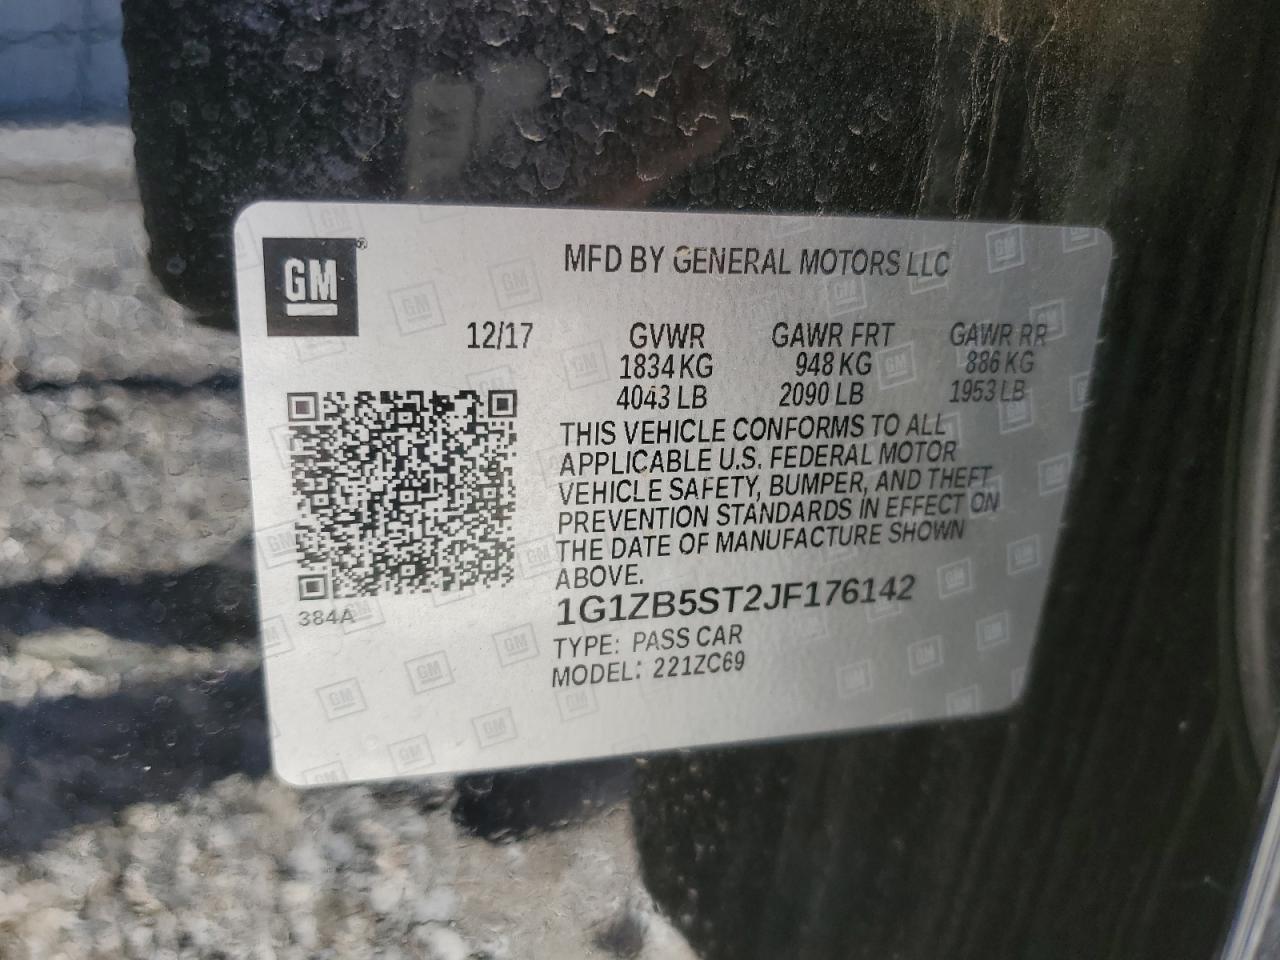 GM®
MFD BY GENERAL MOTORS LLC
12/17 GVWR GAWR FRT GAWR RR
1834 KG 948 KG 886 KG
4043 LB 2090 LB 1953 LB
THIS VEHICLE CONFORMS TO ALL
APPLICABLE U.S. FEDERAL MOTOR
VEHICLE SAFETY, BUMPER, AND THEFT
PREVENTION STANDARDS IN EFFECT ON
THE DATE OF MANUFACTURE SHOWN
ABOVE.
384A
1G1ZB5ST2JF176142
TYPE: PASS CAR
MODEL: 221ZC69